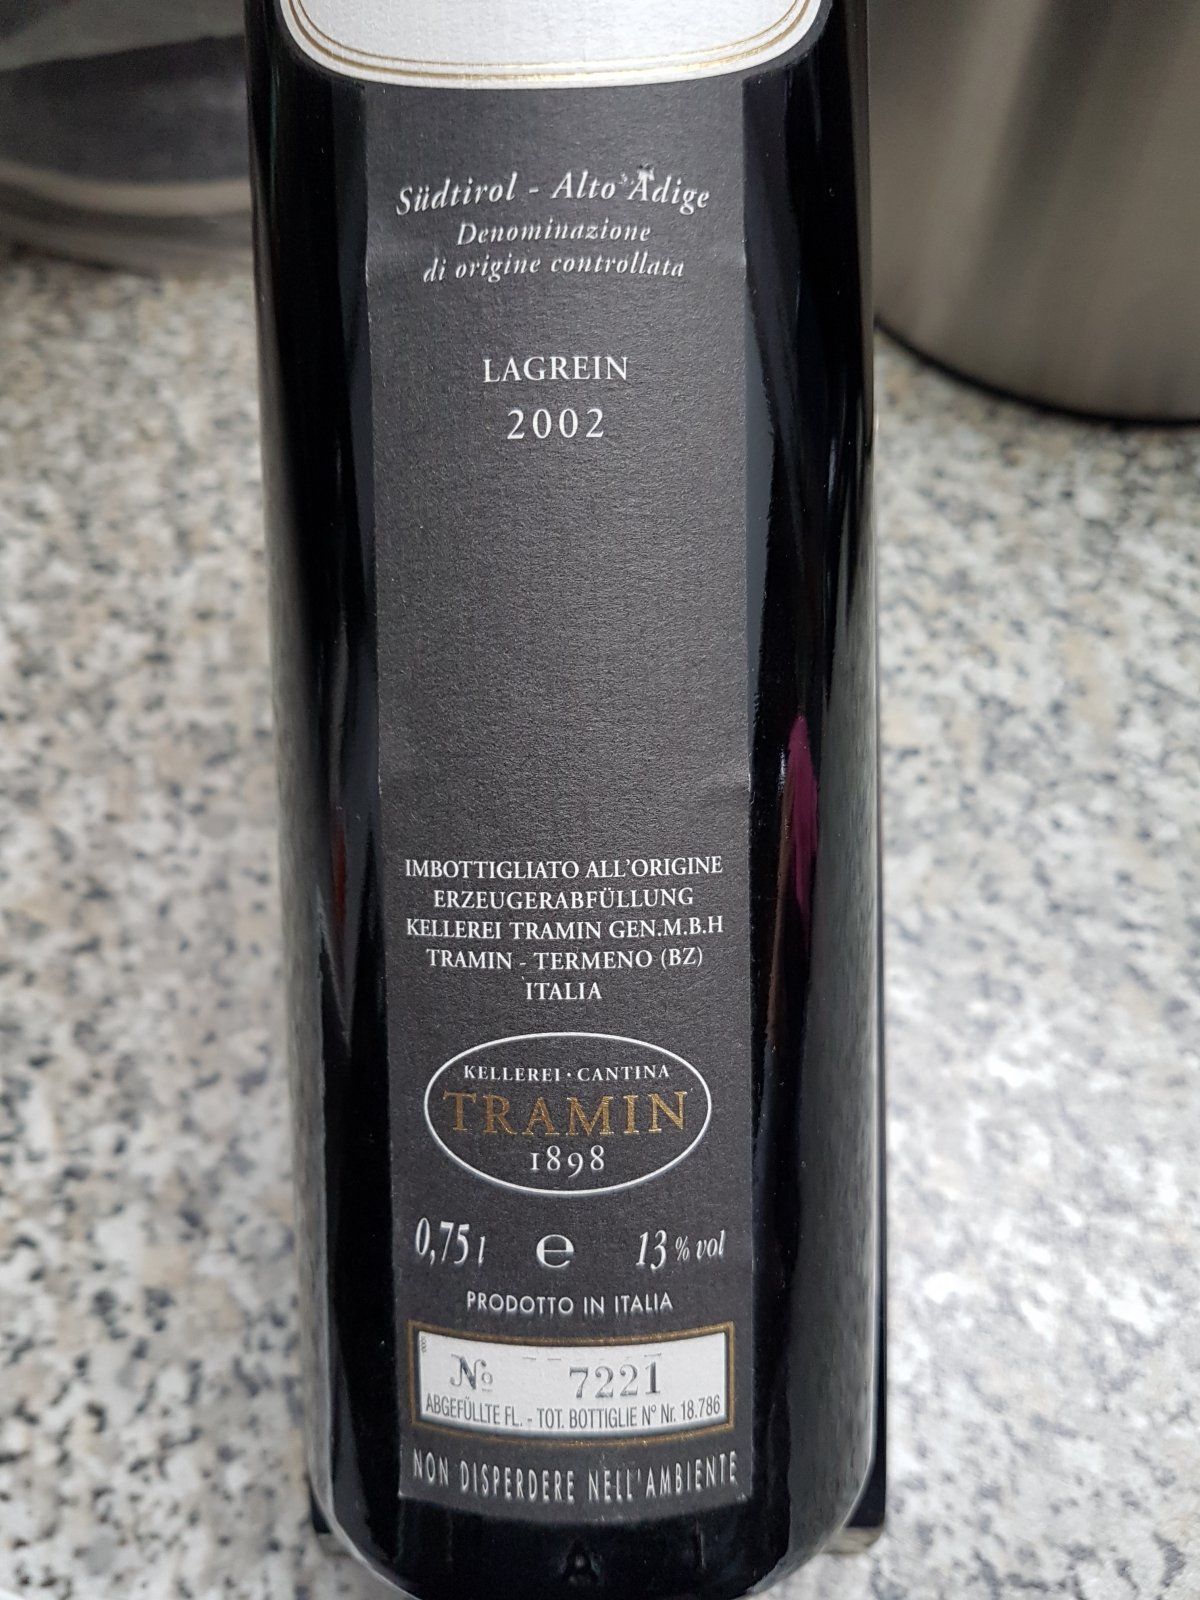 Südtirol - Alto Adige
Denominazione
di origine controllata
LAGREIN
2002
IMBOTTIGLIATO ALL'ORIGINE
ERZEUGERABFÜLLUNG
KELLEREI TRAMIN GEN.M.B.H
TRAMIN - TERMENO (BZ)
ITALIA
KELLEREI · CANTINA
TRAMIN
1898
0,75 l e 13 % vol
PRODOTTO IN ITALIA
No 7221
ABGEFÜLLTE FL. - TOT. BOTTIGLIE N° Nr. 18.786
NON DISPERDERE NELL'AMBIENTE